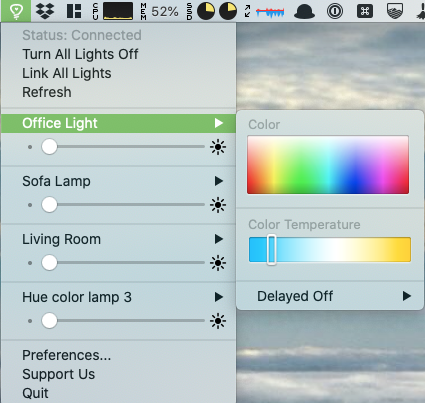 CPU
MEM
52%
SSD
Status: Connected
Turn All Lights Off
Link All Lights
Refresh
Office Light
Color
Sofa Lamp
Color Temperature
Living Room
Delayed Off
Hue color lamp 3
Preferences...
Support Us
Quit